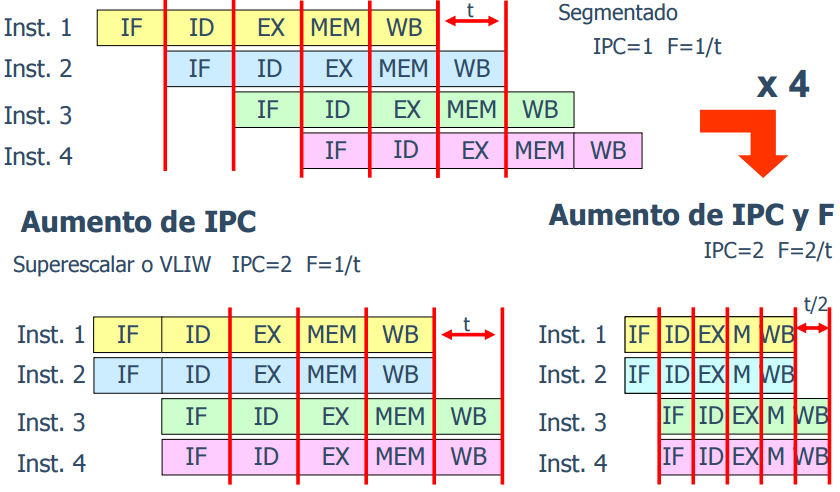 Segmentado
t
Inst. 1 IF ID EX MEM WB
IPC=1 F=1/t
Inst. 2 IF ID EX MEM WB
x 4
Inst. 3 IF ID EX MEM WB
Inst. 4 IF ID EX MEM WB
Aumento de IPC
Superescalar o VLIW IPC=2 F=1/t
t
Inst. 1 IF ID EX MEM WB
Inst. 2 IF ID EX MEM WB
Inst. 3 IF ID EX MEM WB
Inst. 4 IF ID EX MEM WB
Aumento de IPC y F
IPC=2 F=2/t
t/2
Inst. 1 IF ID EX M WB
Inst. 2 IF ID EX M WB
Inst. 3 IF ID EX M WB
Inst. 4 IF ID EX M WB